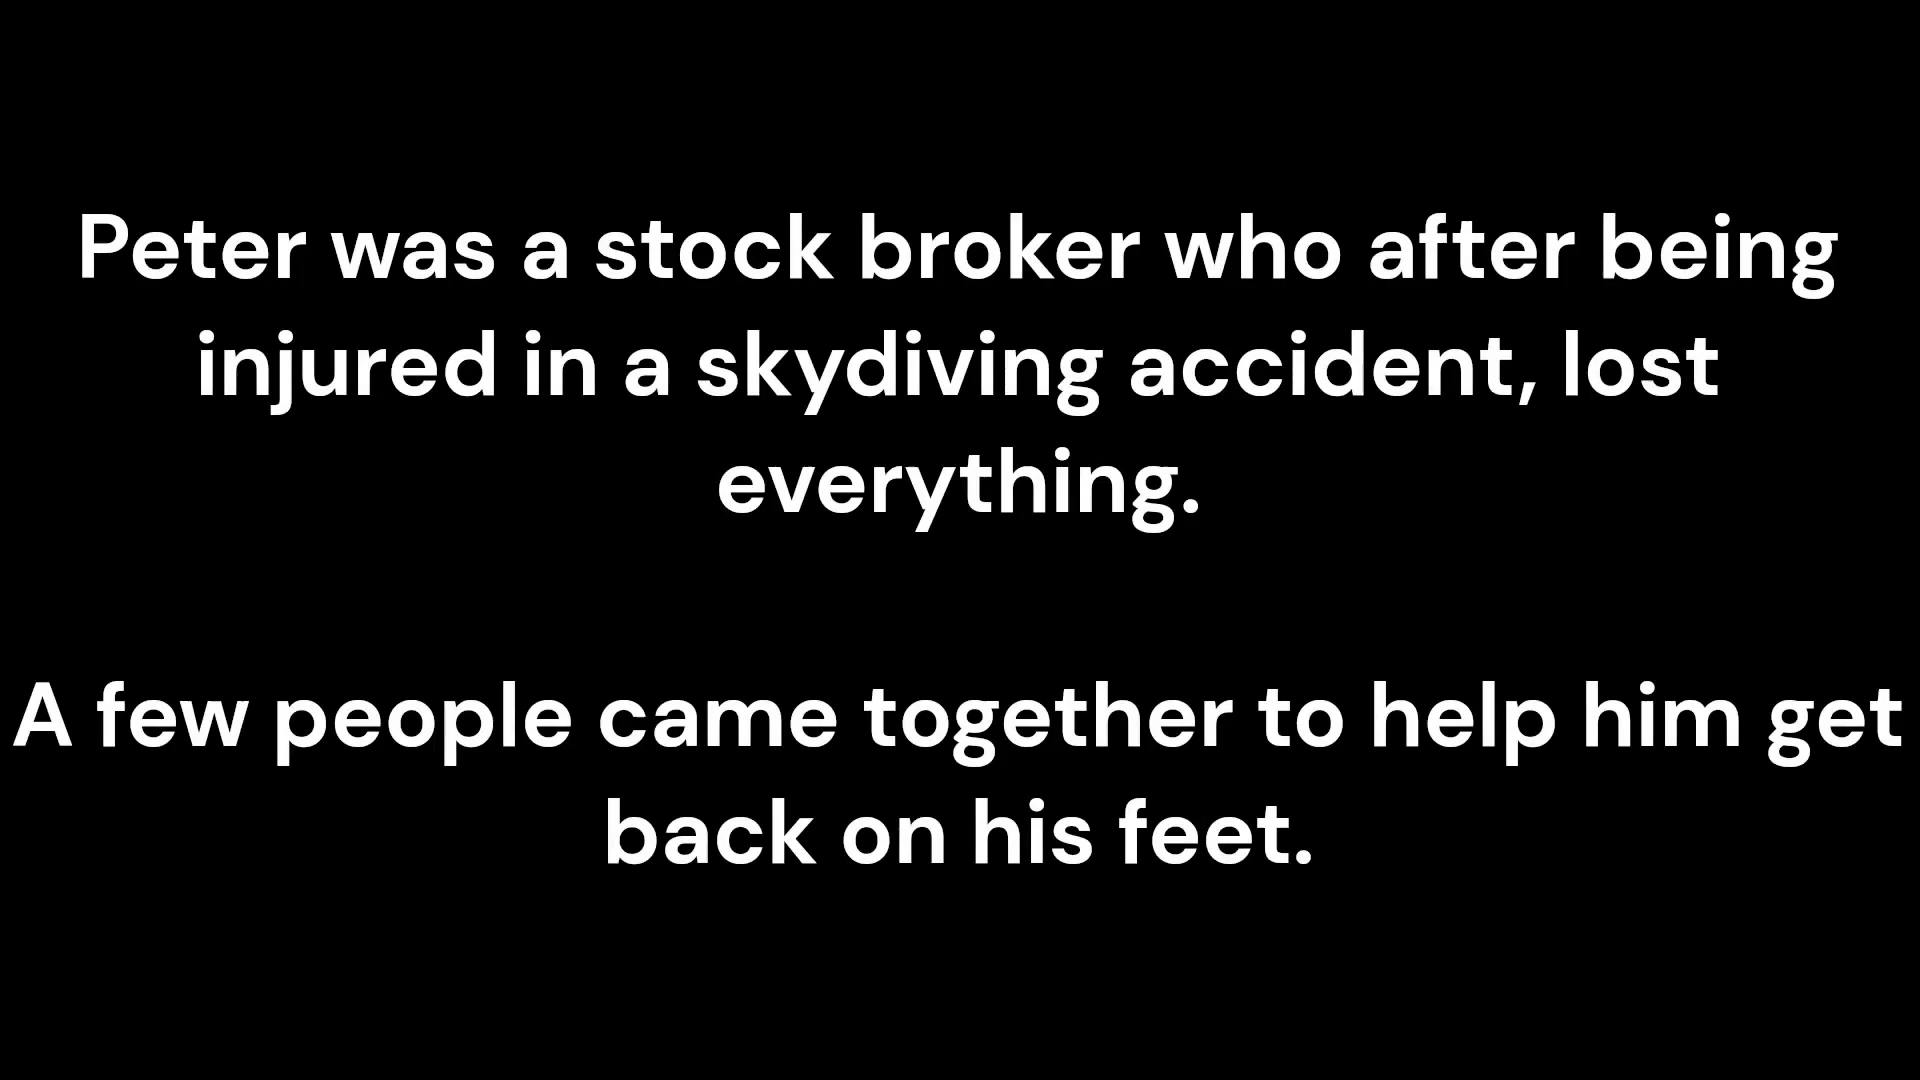 Peter was a stock broker who after being
injured in a skydiving accident, lost
everything.
A few people came together to help him get
back on his feet.